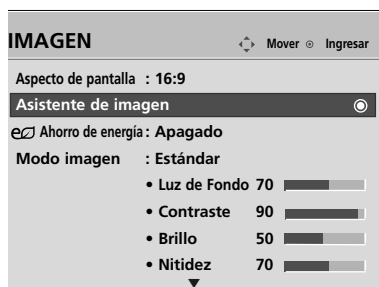 IMAGEN Mover Ingresar
Aspecto de pantalla : 16:9
Asistente de imagen
Ahorro de energía : Apagado
Modo imagen : Estándar
• Luz de Fondo 70
• Contraste 90
• Brillo 50
• Nitidez 70